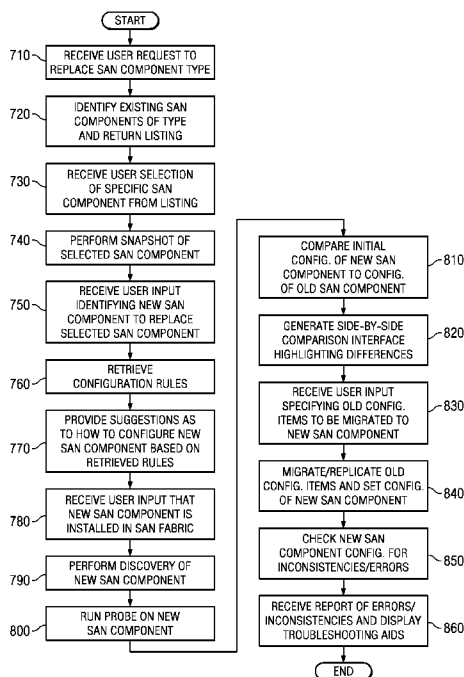 START
710
RECEIVE USER REQUEST TO
REPLACE SAN COMPONENT TYPE
720
IDENTIFY EXISTING SAN
COMPONENTS OF TYPE
AND RETURN LISTING
730
RECEIVE USER SELECTION
OF SPECIFIC SAN
COMPONENT FROM LISTING
740
PERFORM SNAPSHOT OF
SELECTED SAN COMPONENT
750
RECEIVE USER INPUT
IDENTIFYING NEW SAN
COMPONENT TO REPLACE
SELECTED SAN COMPONENT
760
RETRIEVE
CONFIGURATION RULES
770
PROVIDE SUGGESTIONS AS
TO HOW TO CONFIGURE NEW
SAN COMPONENT BASED ON
RETRIEVED RULES
780
RECEIVE USER INPUT THAT
NEW SAN COMPONENT IS
INSTALLED IN SAN FABRIC
790
PERFORM DISCOVERY OF
NEW SAN COMPONENT
800
RUN PROBE ON NEW
SAN COMPONENT
COMPARE INITIAL
CONFIG. OF NEW SAN
COMPONENT TO CONFIG.
OF OLD SAN COMPONENT
810
GENERATE SIDE-BY-SIDE
COMPARISON INTERFACE
HIGHLIGHTING DIFFERENCES
820
RECEIVE USER INPUT
SPECIFYING OLD CONFIG.
ITEMS TO BE MIGRATED TO
NEW SAN COMPONENT
830
MIGRATE/REPLICATE OLD
CONFIG. ITEMS AND SET CONFIG.
OF NEW SAN COMPONENT
840
CHECK NEW SAN
COMPONENT CONFIG. FOR
INCONSISTENCIES/ERRORS
850
RECEIVE REPORT OF ERRORS/
INCONSISTENCIES AND DISPLAY
TROUBLESHOOTING AIDS
860
END